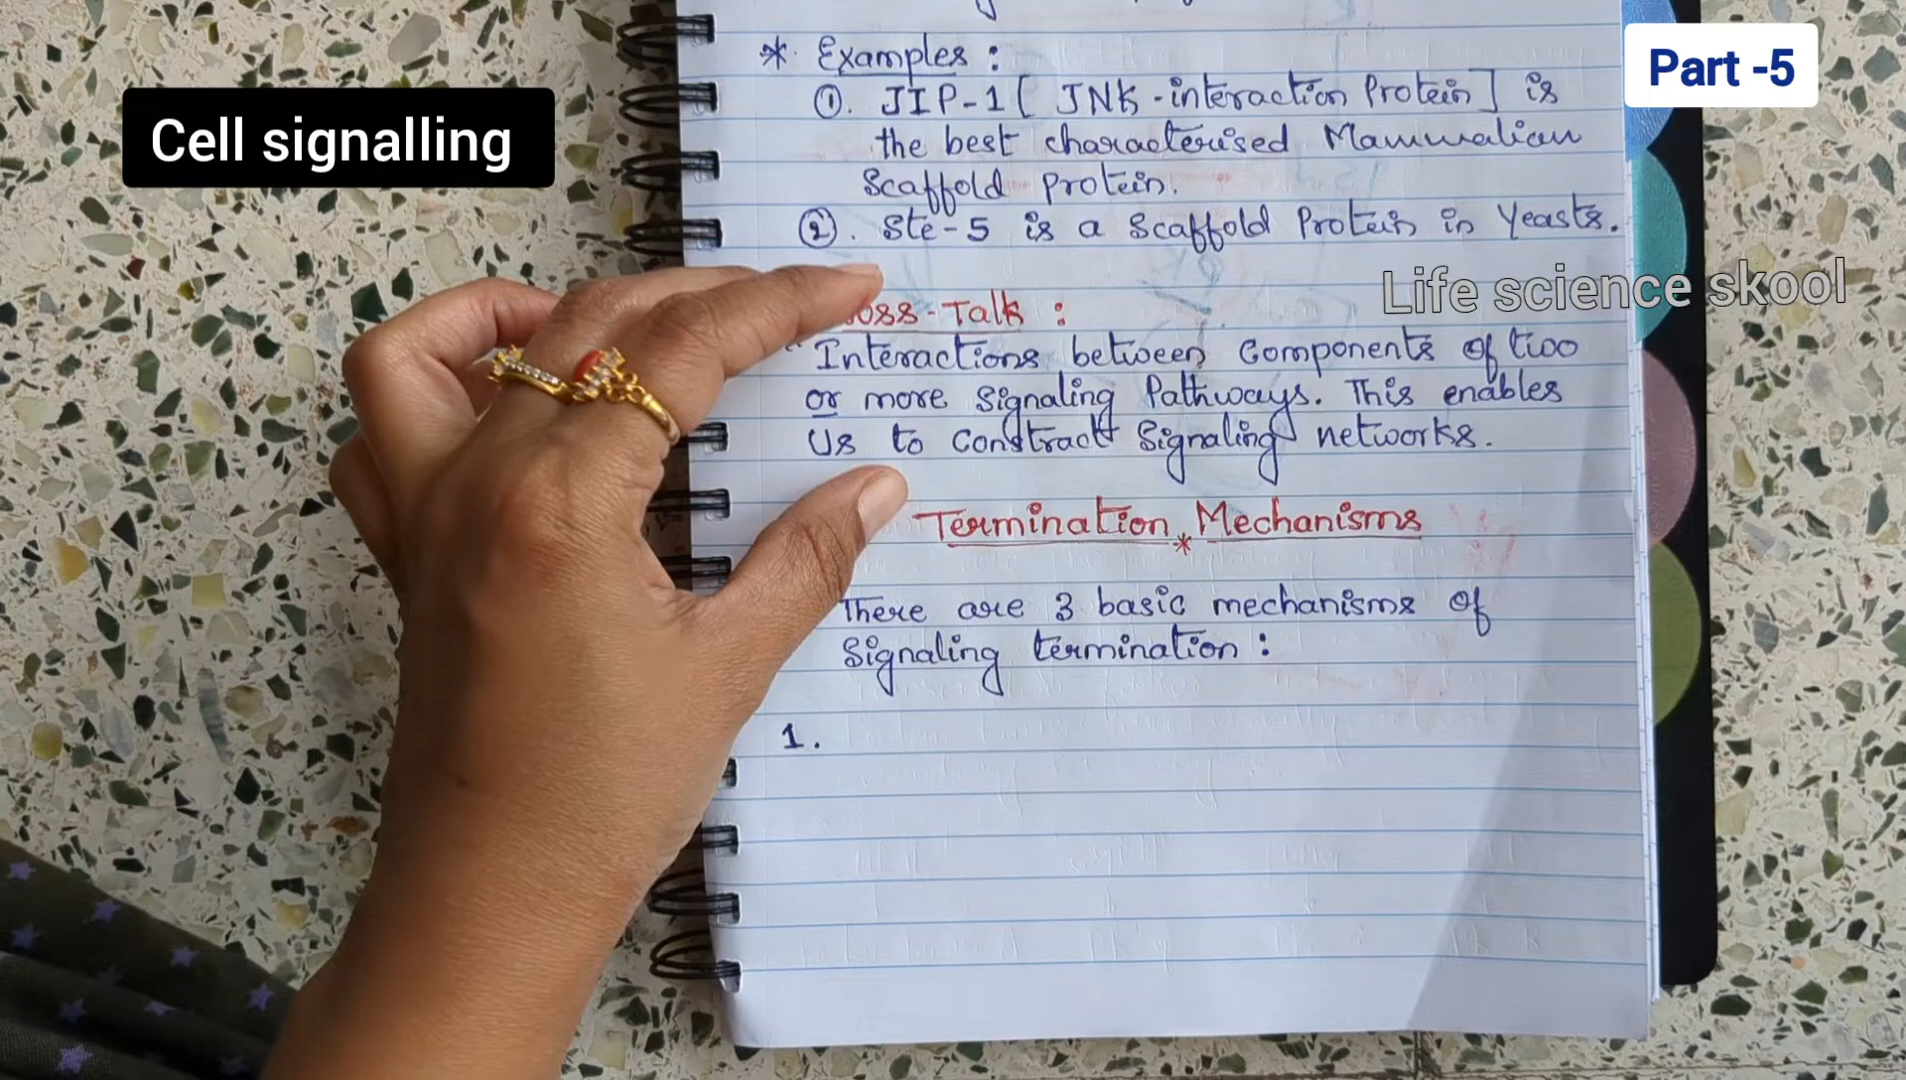 Part -5
Cell signalling
* Examples :
①. JIP-1 [ JNK-interaction Protein ] is
the best characterised Mammalian
Scaffold Protein.
②. Ste-5 is a Scaffold Protein in Yeasts.
Life science skool
Talk :
"Interactions between Components of two
or more Signaling Pathways. This enables
Us to Constract Signaling networks.
Termination Mechanisms
*
There are 3 basic mechanisms of
Signaling termination :
1.